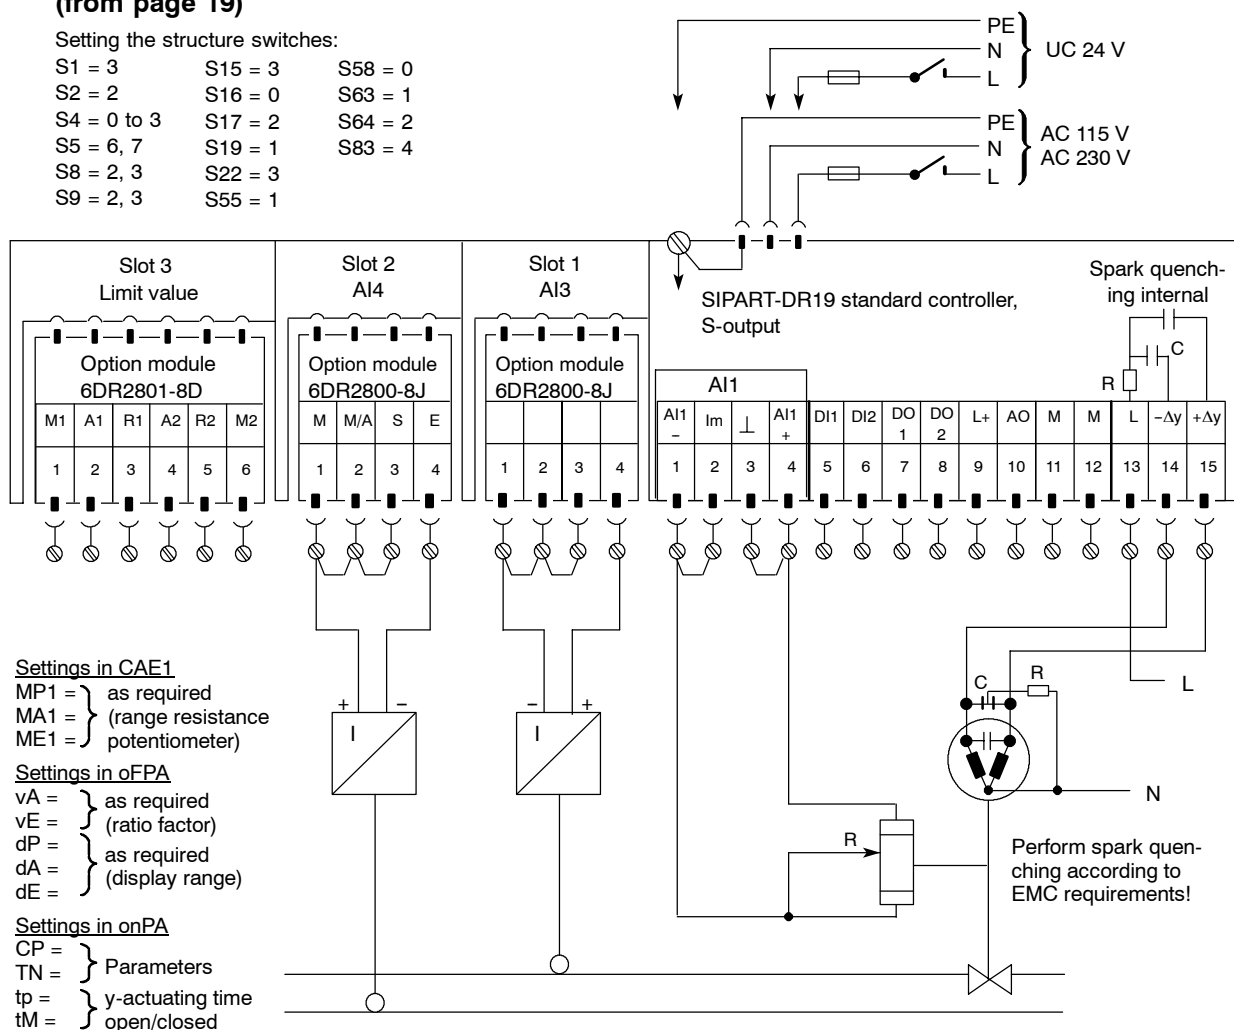 (from page 19)
Setting the structure switches:
S1 = 3
S2 = 2
S4 = 0 to 3
S5 = 6, 7
S8 = 2, 3
S9 = 2, 3
S15 = 3
S16 = 0
S17 = 2
S19 = 1
S22 = 3
S55 = 1
S58 = 0
S63 = 1
S64 = 2
S83 = 4
PE
N
L
UC 24 V
PE
N
L
AC 115 V
AC 230 V
Slot 3
Limit value
Option module
6DR2801-8D
M1 A1 R1 A2 R2 M2
1 2 3 4 5 6
Slot 2
AI4
Option module
6DR2800-8J
M M/A S E
1 2 3 4
Slot 1
AI3
Option module
6DR2800-8J
1 2 3 4
SIPART-DR19 standard controller,
S-output
Spark quench-
ing internal
C
R
AI1
AI1 - Im ⊥ AI1 + DI1 DI2 DO 1 DO 2 L+ AO M M L -Δy +Δy
1 2 3 4 5 6 7 8 9 10 11 12 13 14 15
Settings in CAE1
MP1 =
MA1 =
ME1 =
as required
(range resistance
potentiometer)
Settings in oFPA
vA =
vE =
as required
(ratio factor)
dP =
dA =
dE =
as required
(display range)
Settings in onPA
CP =
TN =
Parameters
tp =
tM =
y-actuating time
open/closed
+ −
I
− +
I
C
R
L
N
R
Perform spark quen-
ching according to
EMC requirements!